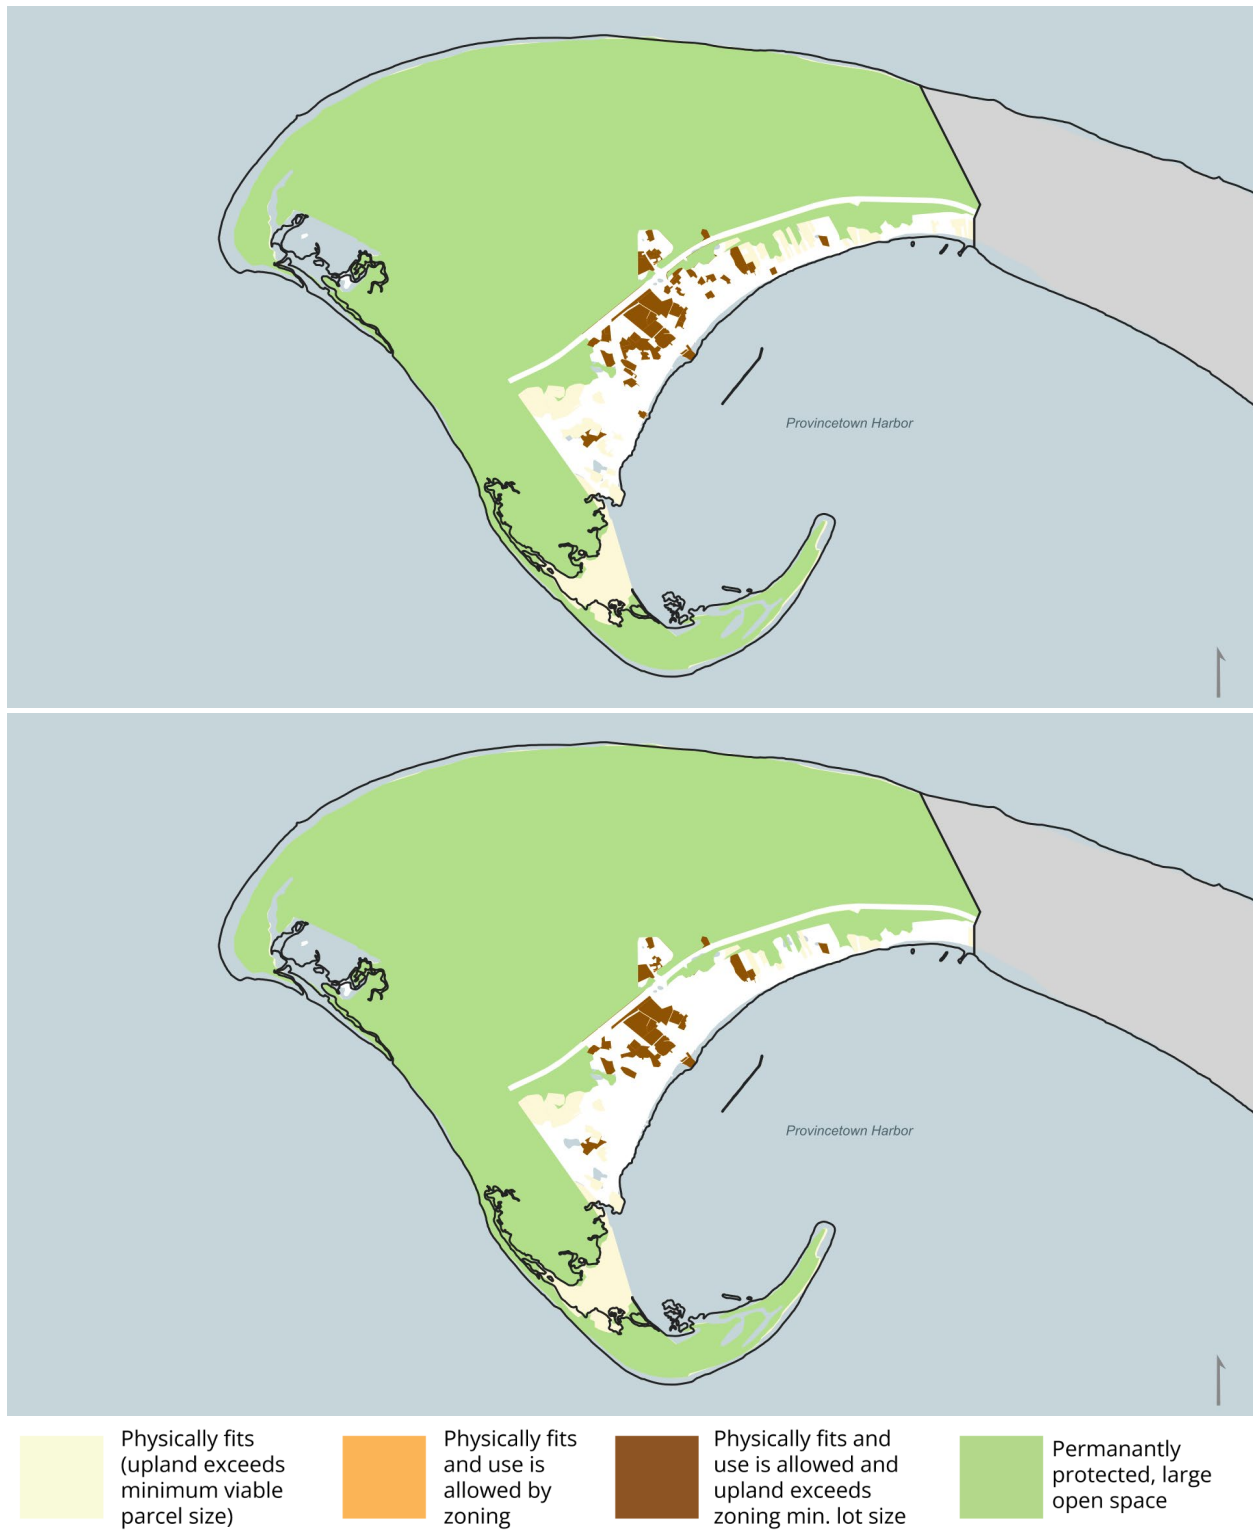 Provincetown Harbor
Provincetown Harbor
Physically fits
(upland exceeds
minimum viable
parcel size)
Physically fits
and use is
allowed by
zoning
Physically fits and
use is allowed and
upland exceeds
zoning min. lot size
Permanantly
protected, large
open space